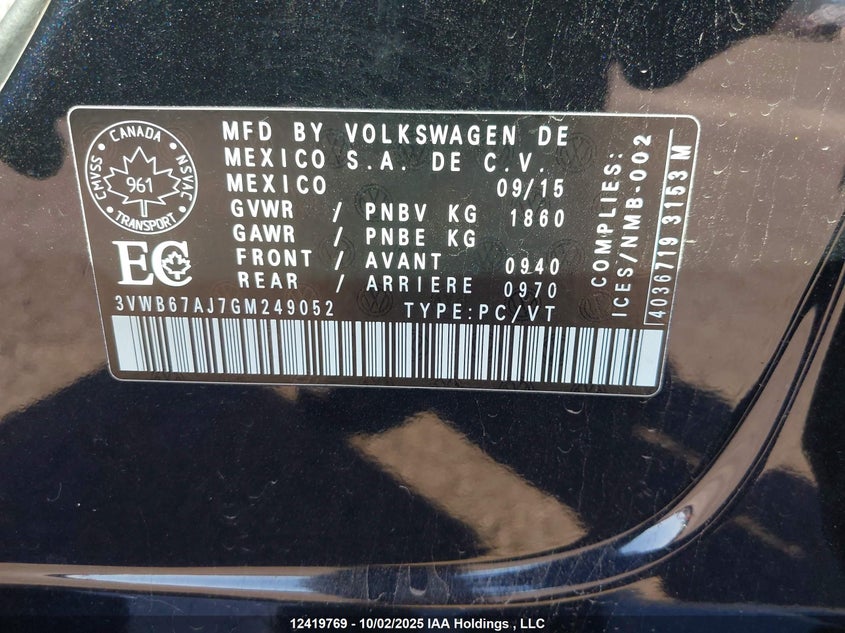 CANADA
CMVSS
NSVAC
961
TRANSPORT
EC
MFD BY VOLKSWAGEN DE
MEXICO S.A. DE C.V.
MEXICO 09/15
GVWR / PNBV KG 1860
GAWR / PNBE KG
FRONT / AVANT 0940
REAR / ARRIERE 0970
3VWB67AJ7GM249052 TYPE:PC/VT
COMPLIES:
ICES/NMB-002
4036719 3153 M
12419769 - 10/02/2025 IAA Holdings , LLC